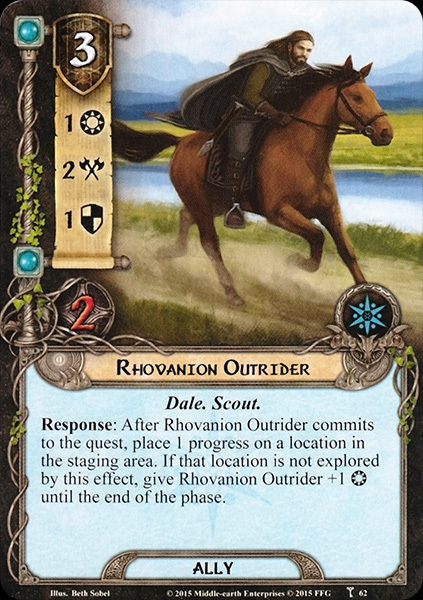 3
1
2
1
2
RHOVANION OUTRIDER
Dale. Scout.
Response: After Rhovanion Outrider commits
to the quest, place 1 progress on a location in
the staging area. If that location is not explored
by this effect, give Rhovanion Outrider +1
until the end of the phase.
ALLY
Illus. Beth Sobel © 2015 Middle-earth Enterprises © 2015 FFG 62